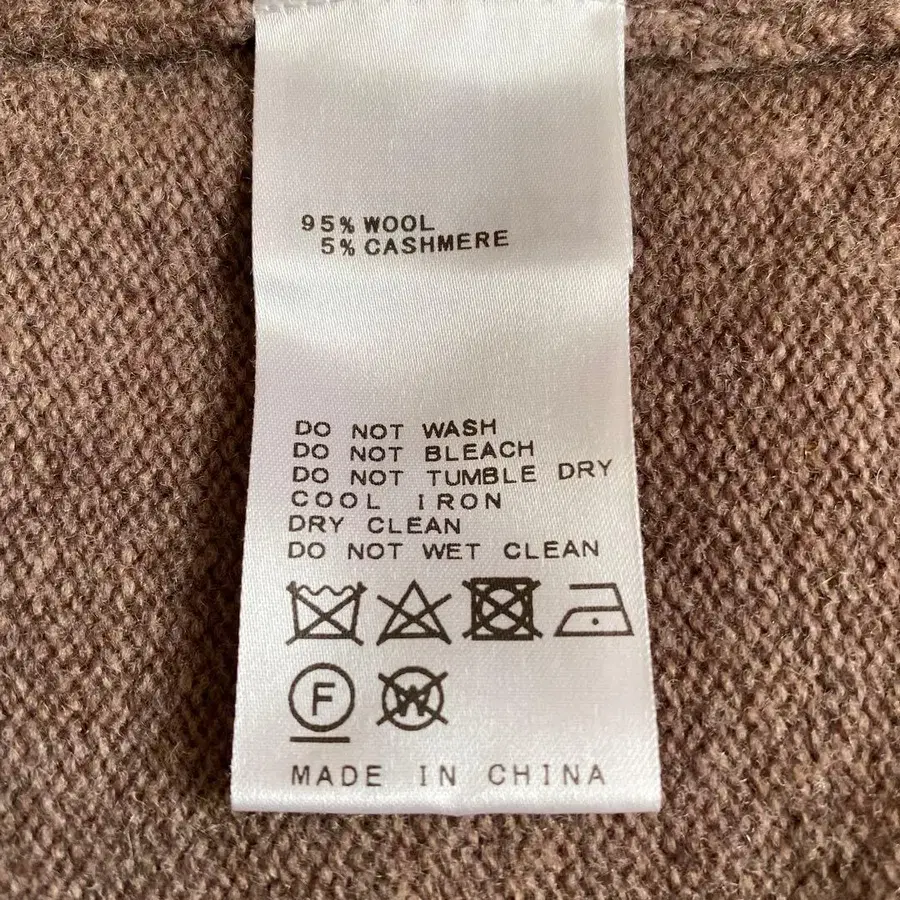 95% WOOL
5% CASHMERE
DO NOT WASH
DO NOT BLEACH
DO NOT TUMBLE DRY
COOL IRON
DRY CLEAN
DO NOT WET CLEAN
F W
MADE IN CHINA